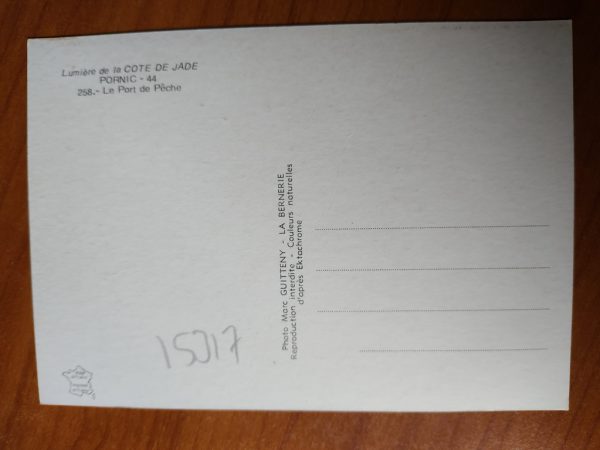 Lumière de la COTE DE JADE
PORNIC - 44
258.- Le Port de Pêche
Photo Marc GUITTENY - LA BERNERIE
Reproduction interdite - Couleurs naturelles
d'après Ektachrome
15017